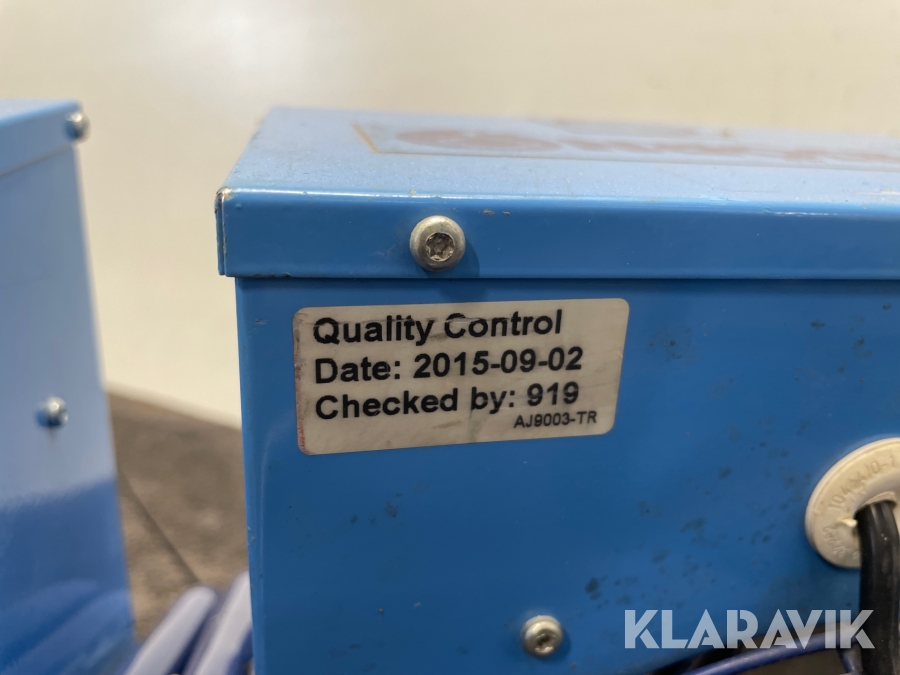 Quality Control
Date: 2015-09-02
Checked by: 919
AJ9003-TR
KLARAVIK